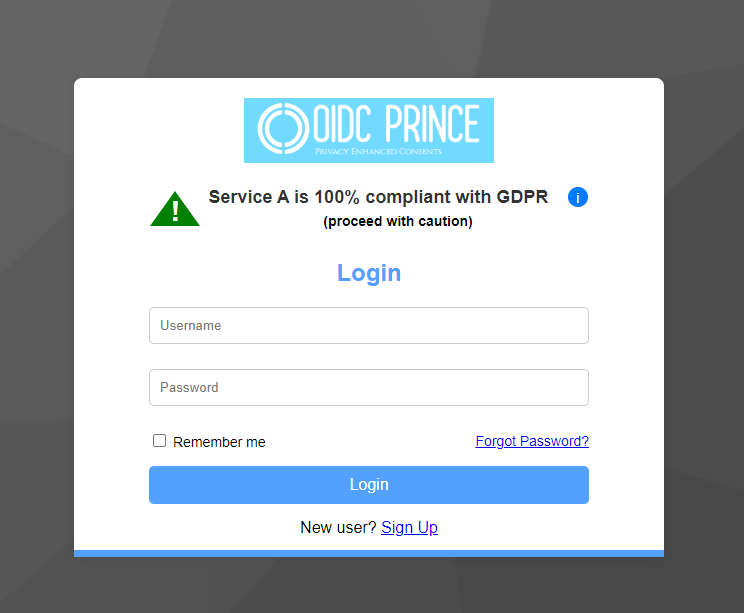 OIDC PRINCE
PRIVACY ENHANCED CONSENTS
! Service A is 100% compliant with GDPR i
(proceed with caution)
Login
Username
Password
Remember me Forgot Password?
Login
New user? Sign Up